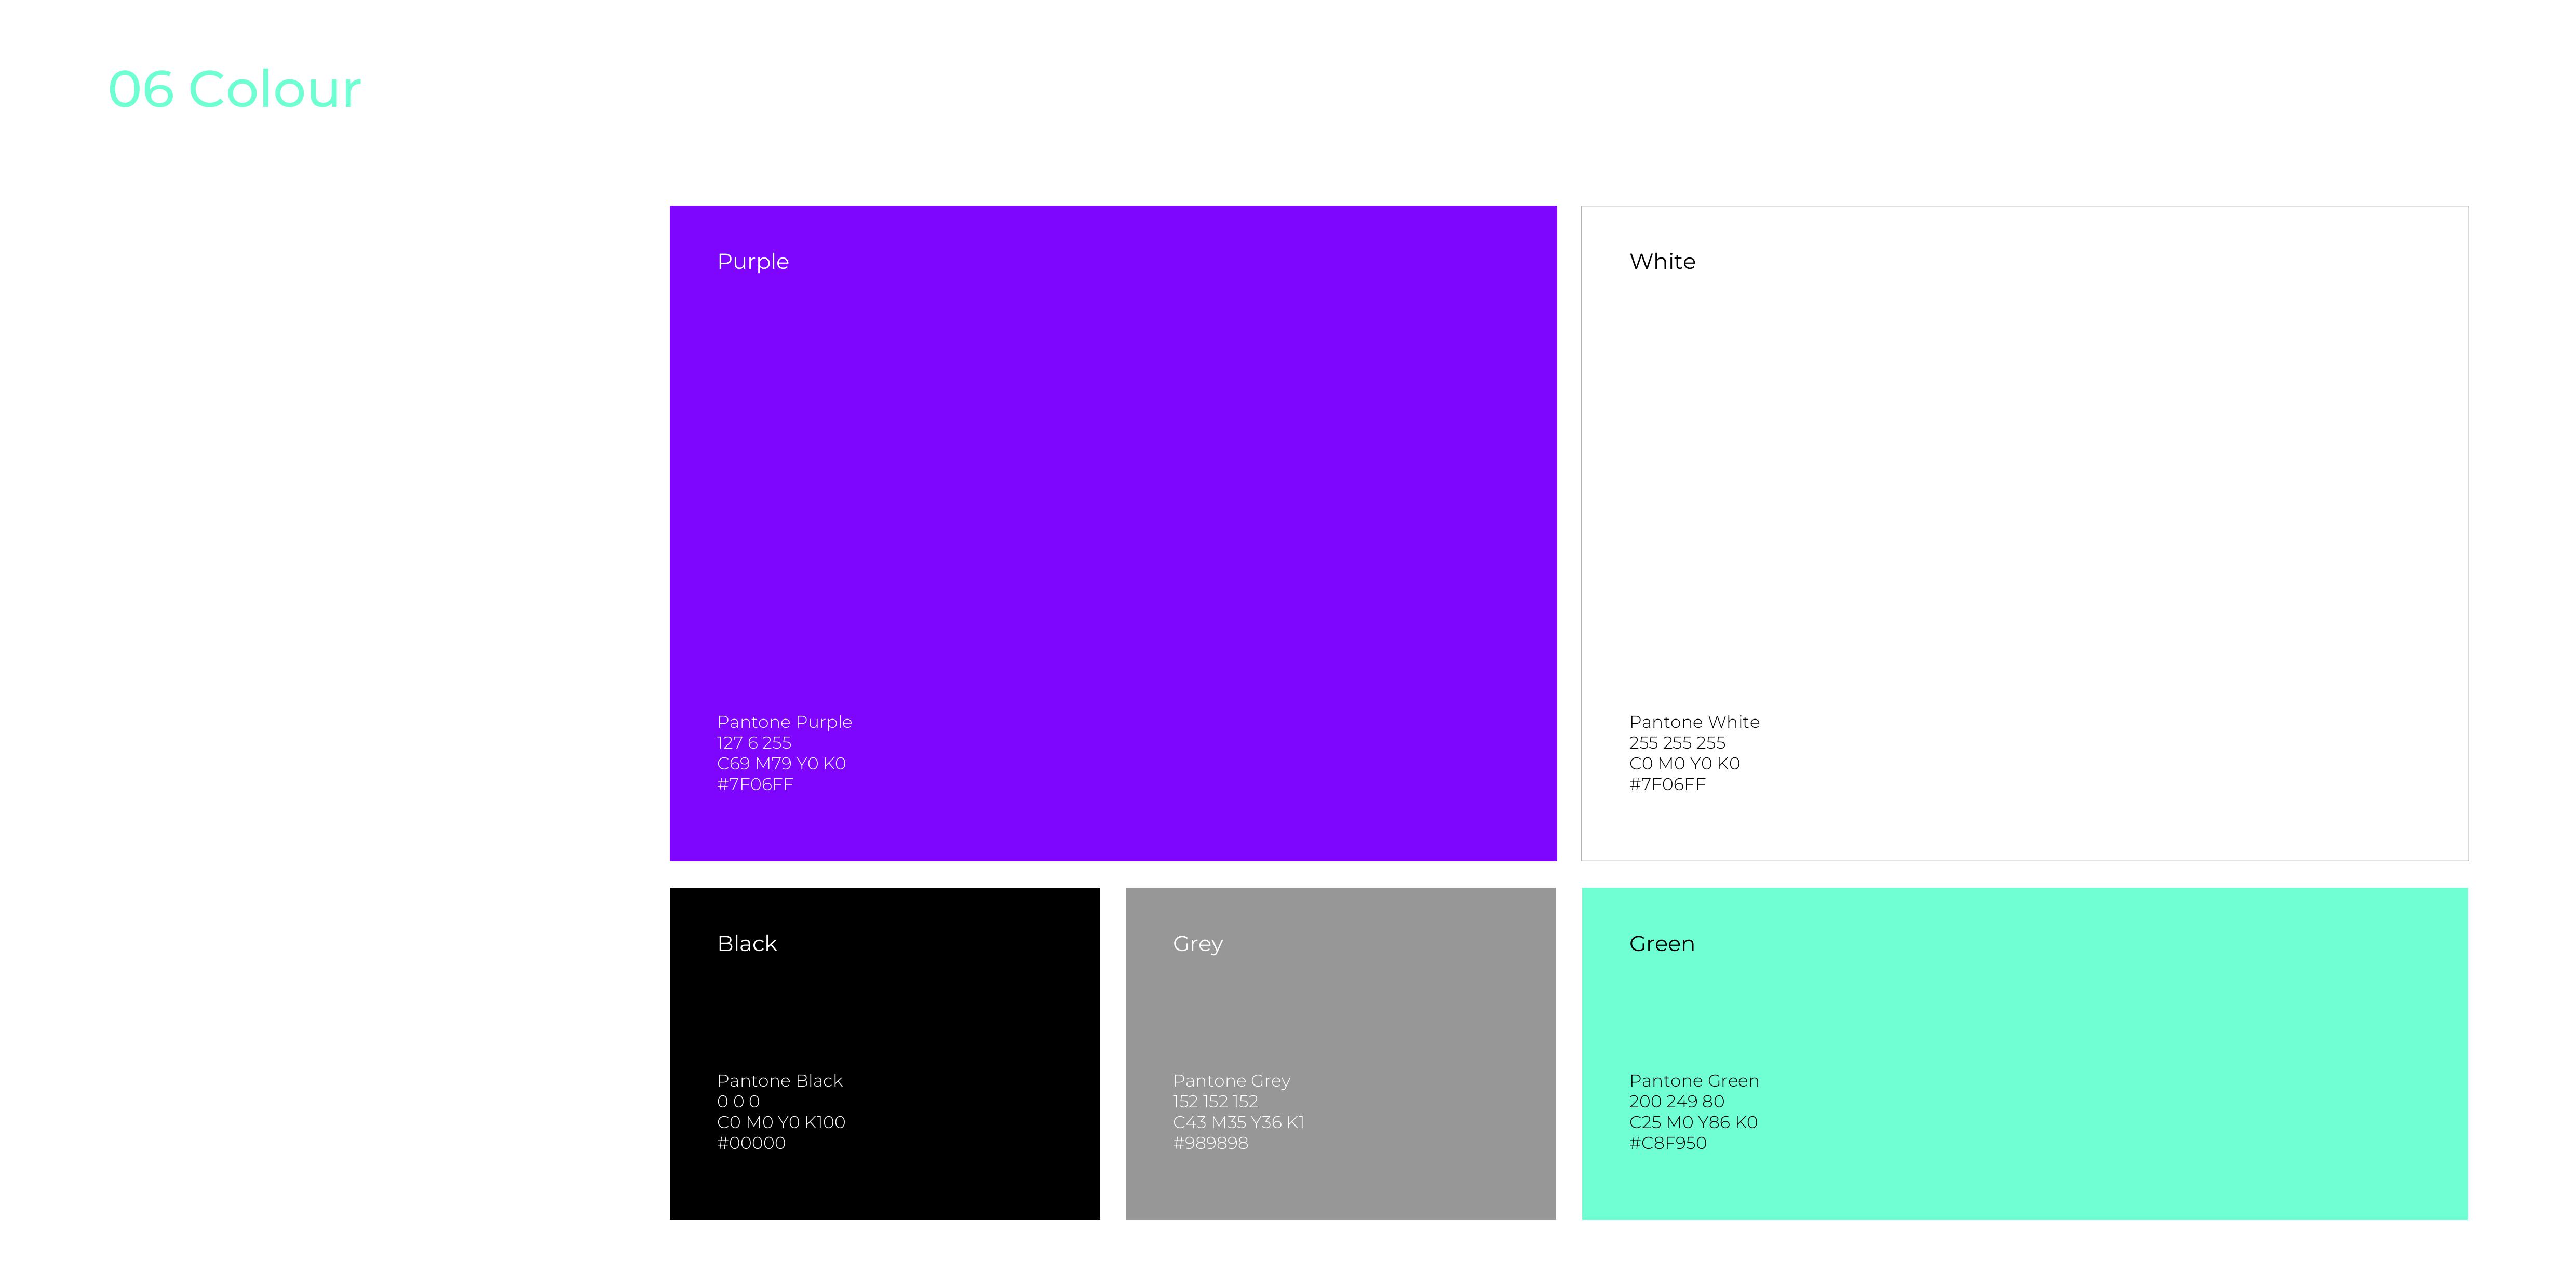 06 Colour
Purple
Pantone Purple
127 6 255
C69 M79 Y0 K0
#7F06FF
White
Pantone White
255 255 255
C0 M0 Y0 K0
#7F06FF
Black
Pantone Black
0 0 0
C0 M0 Y0 K100
#00000
Grey
Pantone Grey
152 152 152
C43 M35 Y36 K1
#989898
Green
Pantone Green
200 249 80
C25 M0 Y86 K0
#C8F950